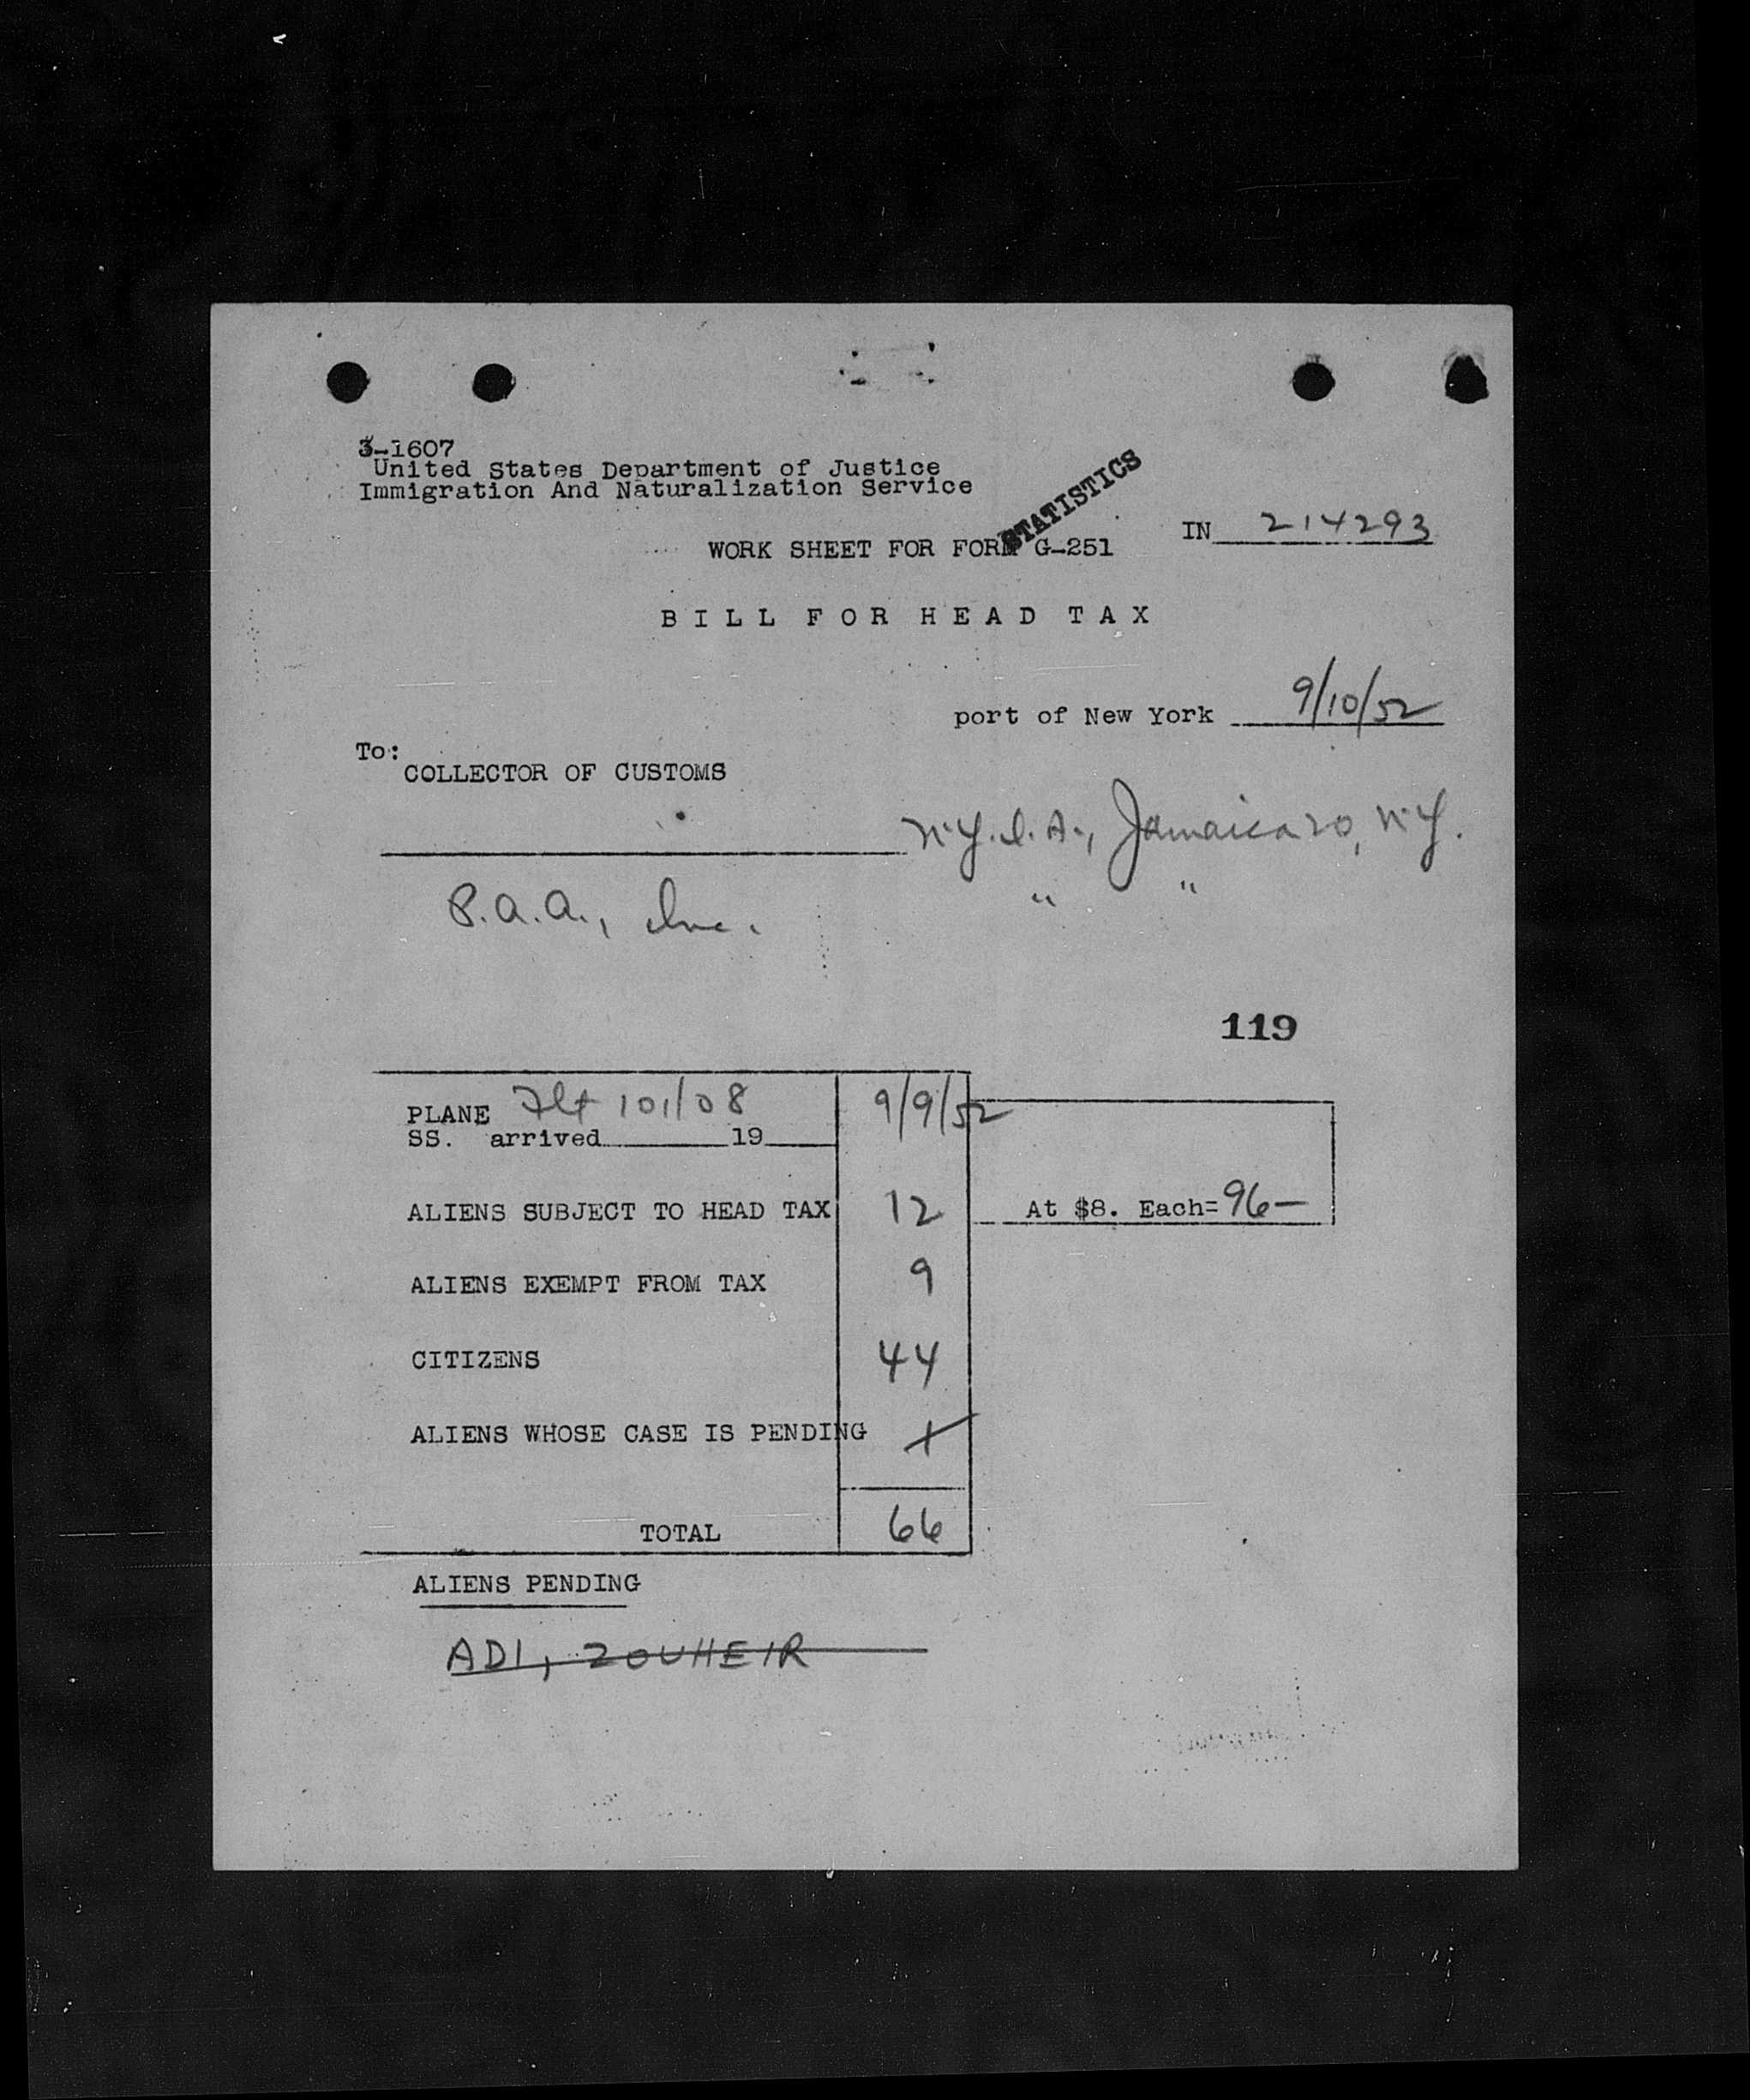 3-1607
United States Department of Justice
Immigration And Naturalization Service
STATISTICS
WORK SHEET FOR FORM G-251
IN 214293
BILL FOR HEAD TAX
port of New York 9/10/52
To:
COLLECTOR OF CUSTOMS
N.Y.I.A., Jamaica 20, N.Y.
P.A.A., Inc. " "
119
PLANE Flt 101/08 9/9/52
SS. arrived 19
ALIENS SUBJECT TO HEAD TAX 12 At $8. Each= 96—
ALIENS EXEMPT FROM TAX 9
CITIZENS 44
ALIENS WHOSE CASE IS PENDING 1
TOTAL 66
ALIENS PENDING
ADI, ZOUHEIR